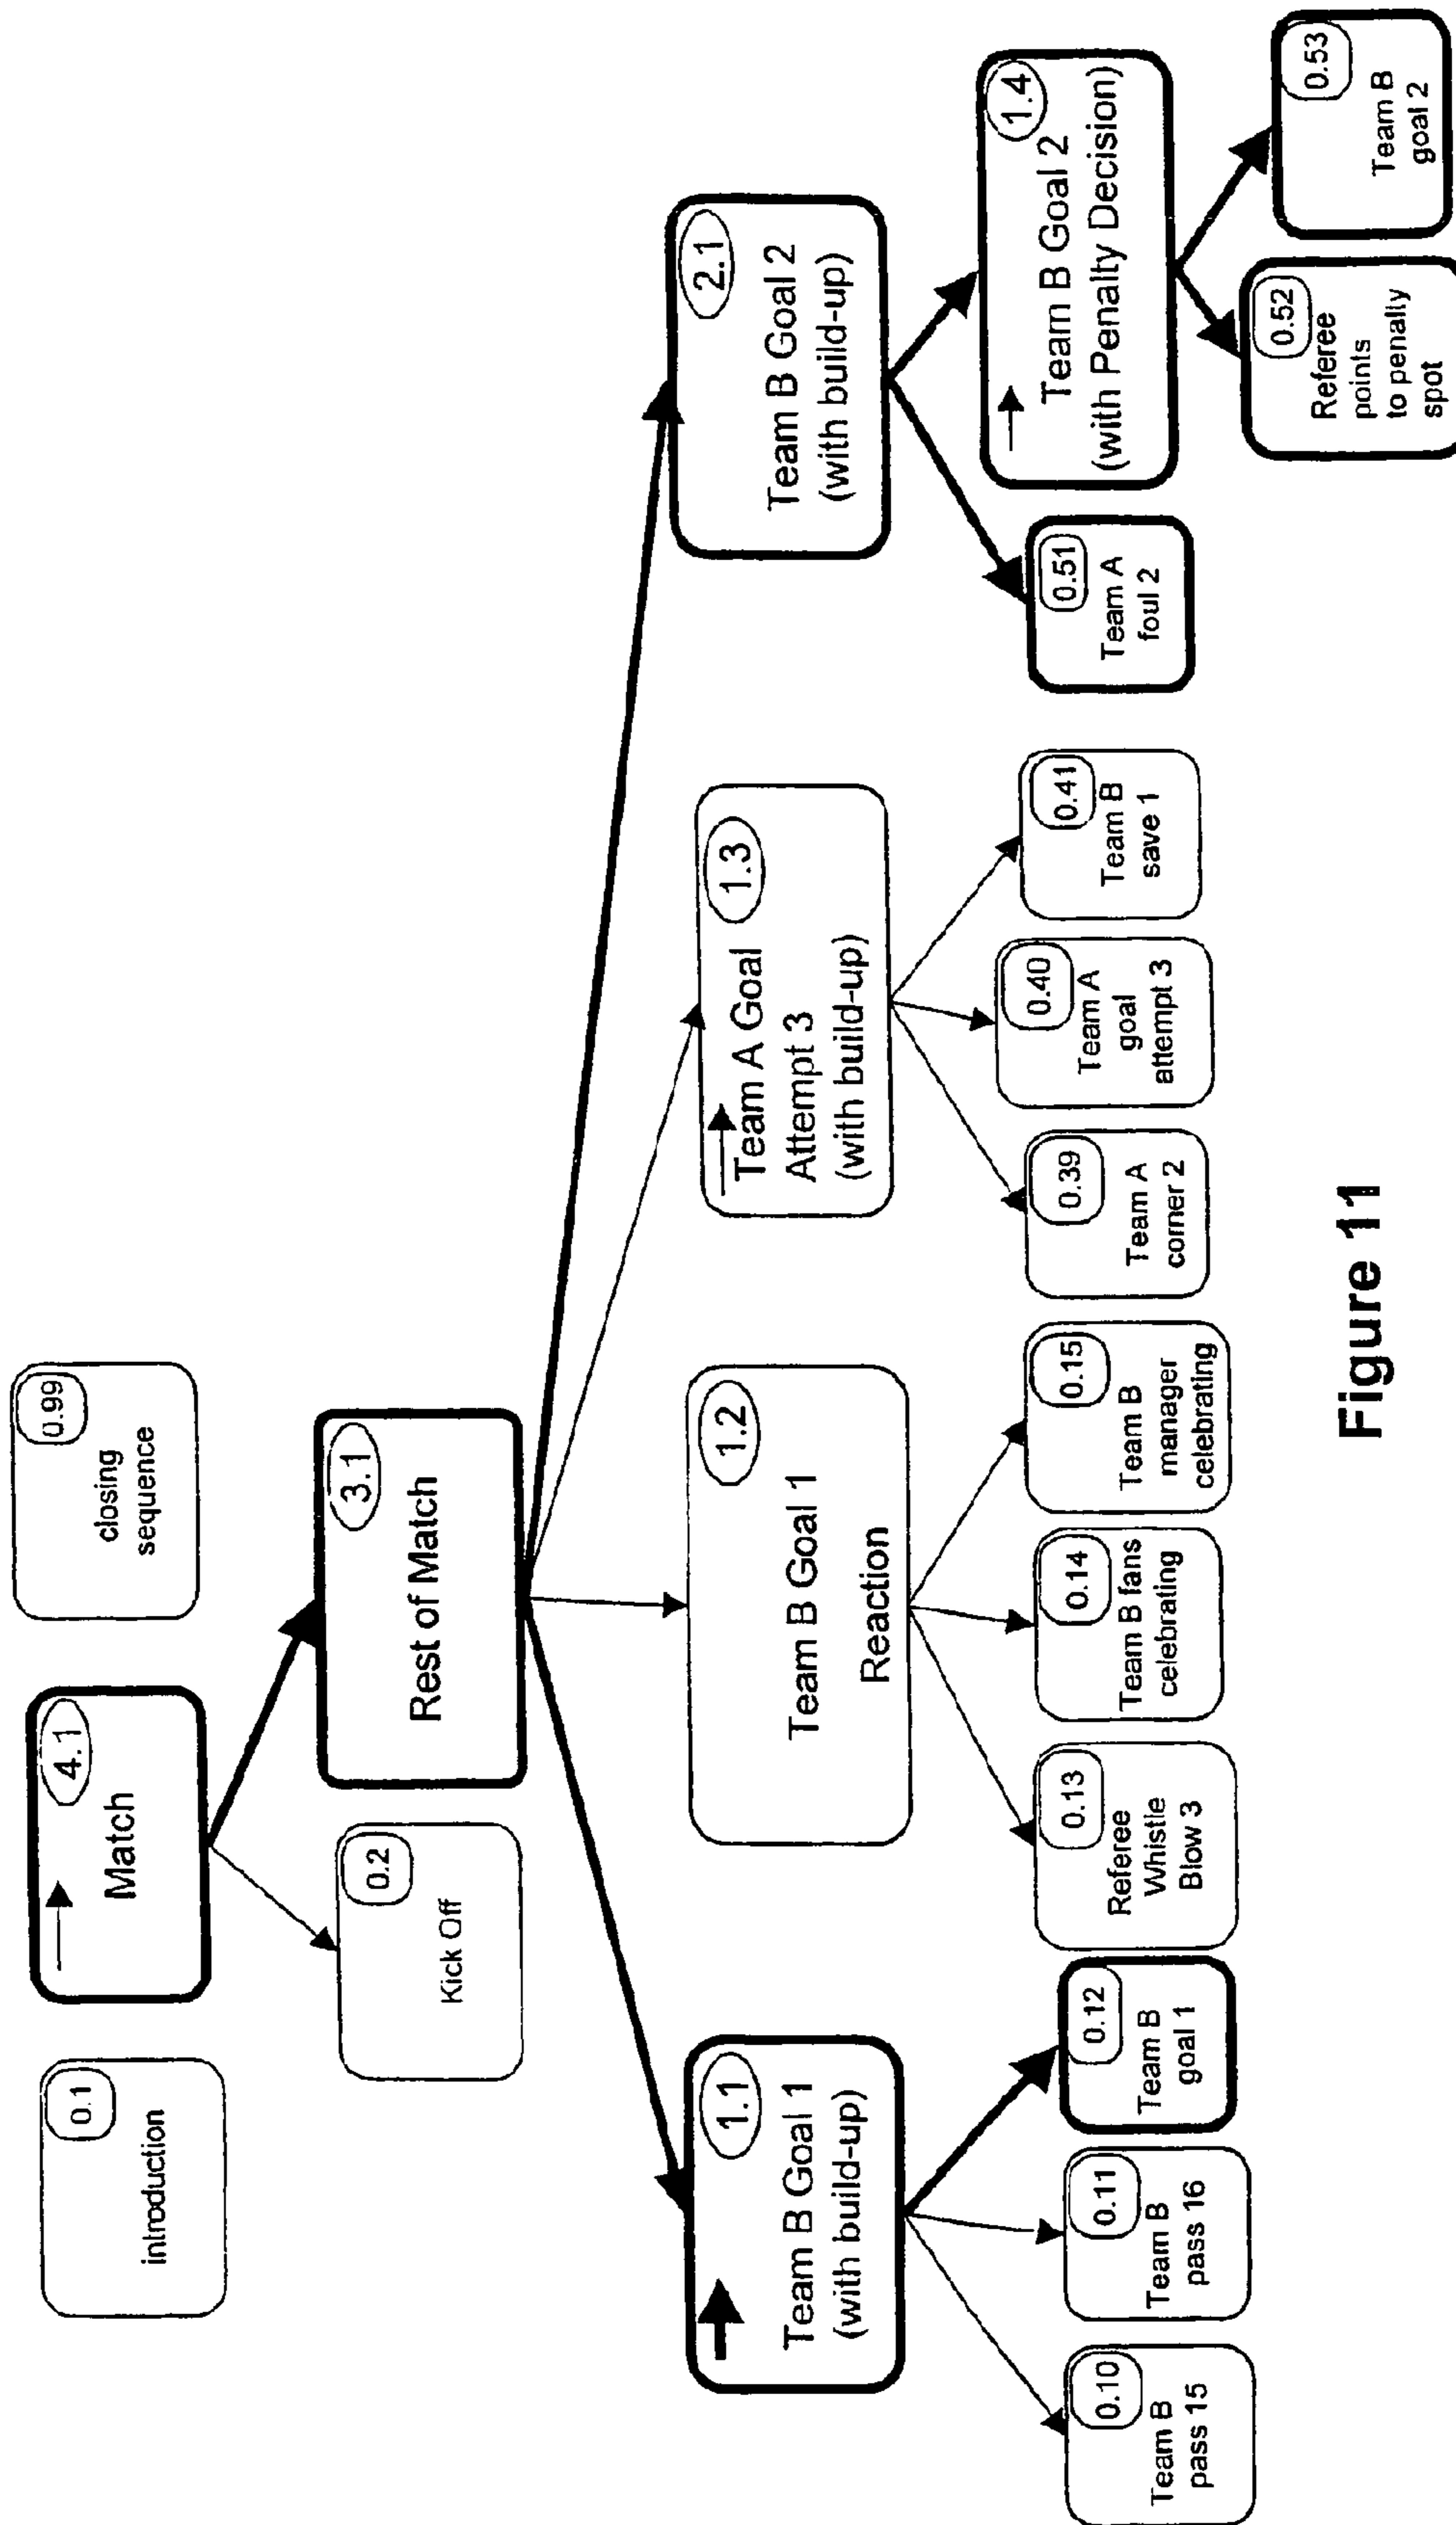 0.1
introduction
4.1
Match
0.99
closing
sequence
0.2
Kick Off
3.1
Rest of Match
1.1
Team B Goal 1
(with build-up)
1.2
Team B Goal 1
Reaction
1.3
Team A Goal
Attempt 3
(with build-up)
2.1
Team B Goal 2
(with build-up)
0.10
Team B
pass 15
0.11
Team B
pass 16
0.12
Team B
goal 1
0.13
Referee
Whistle
Blow 3
0.14
Team B fans
celebrating
0.15
Team B
manager
celebrating
0.39
Team A
corner 2
0.40
Team A
goal
attempt 3
0.41
Team B
save 1
0.51
Team A
foul 2
1.4
Team B Goal 2
(with Penalty Decision)
0.52
Referee
points
to penalty
spot
0.53
Team B
goal 2
Figure 11